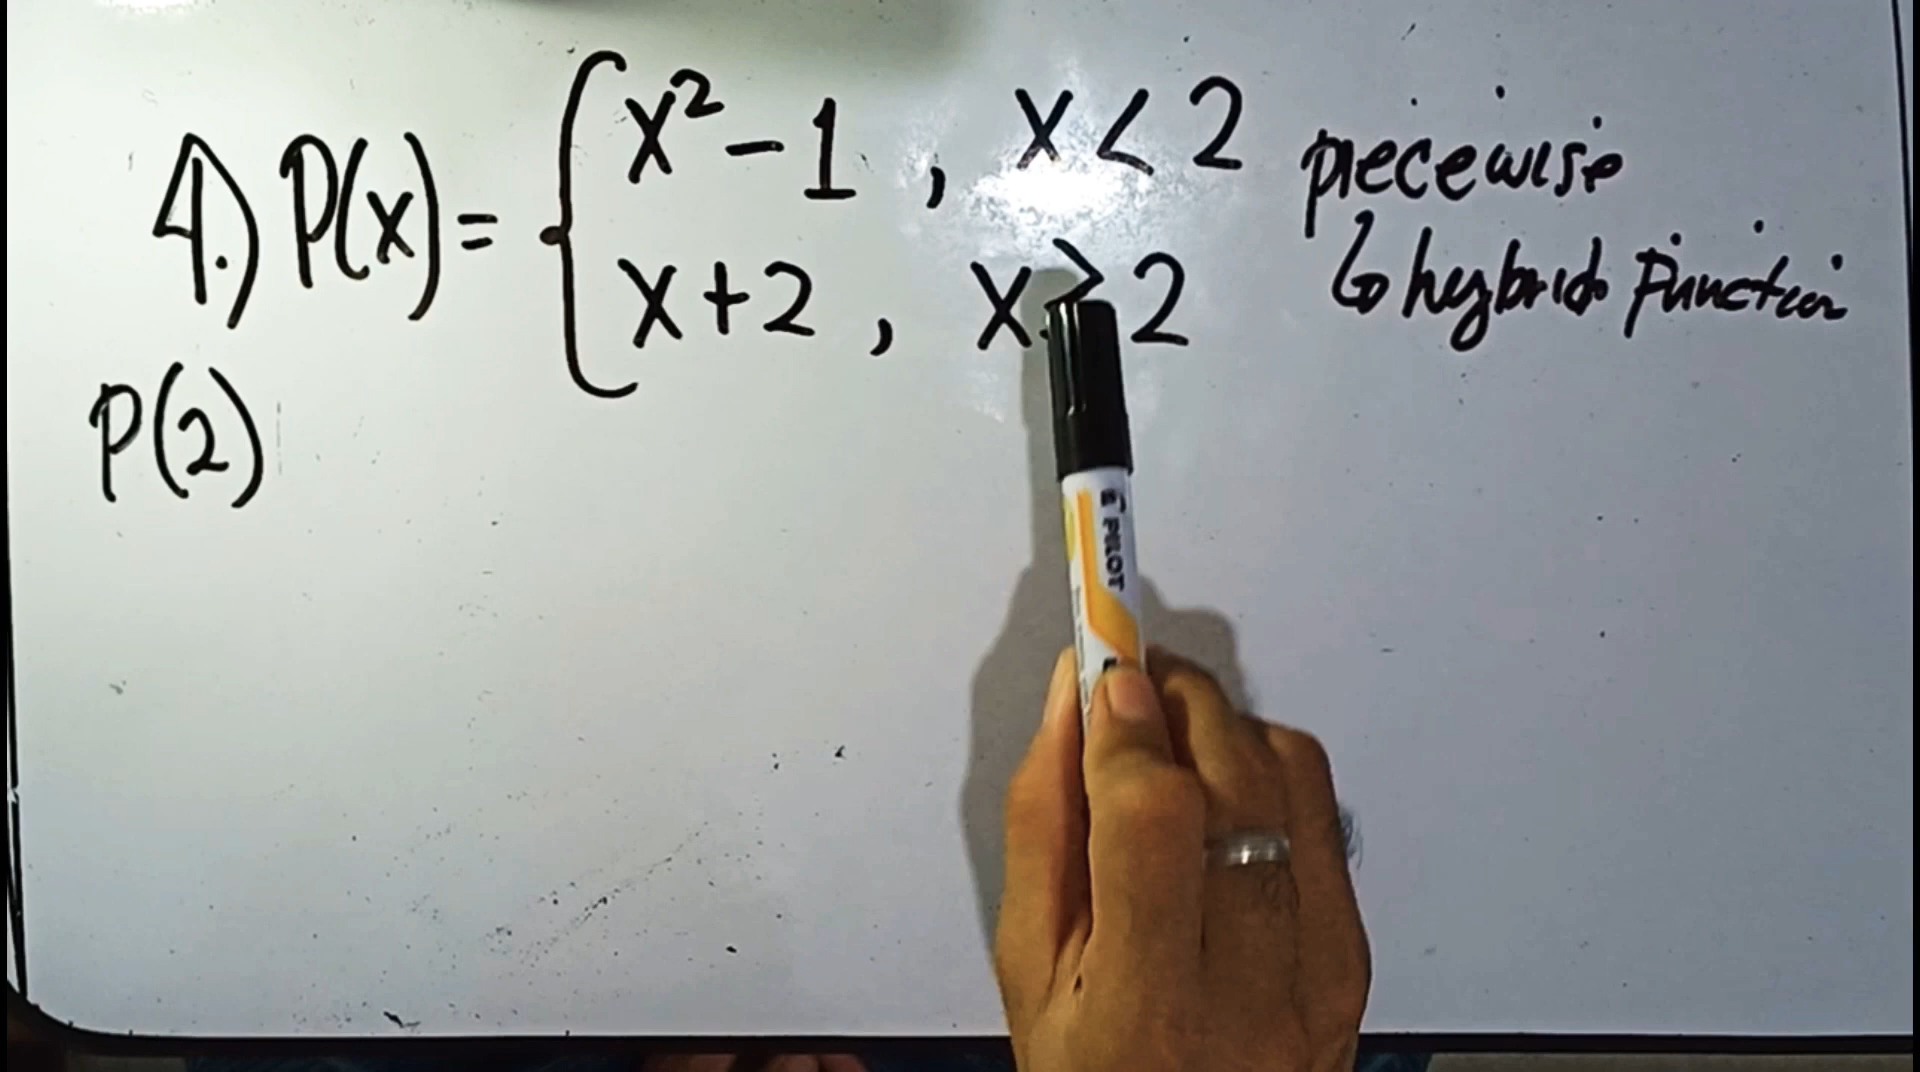 4.) P(x) = { x² - 1 , x < 2
x + 2 , x ≥ 2
piecewise
↳ hybrid function
P(2)
PILOT